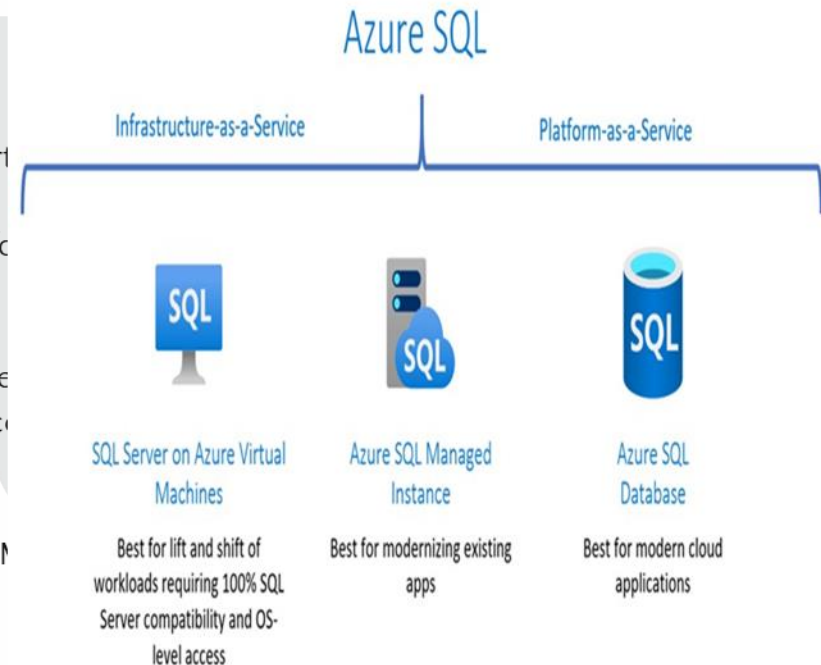 Azure SQL
Infrastructure-as-a-Service
Platform-as-a-Service
SQL
SQL
SQL
SQL Server on Azure Virtual
Machines
Best for lift and shift of
workloads requiring 100% SQL
Server compatibility and OS-
level access
Azure SQL Managed
Instance
Best for modernizing existing
apps
Azure SQL
Database
Best for modern cloud
applications